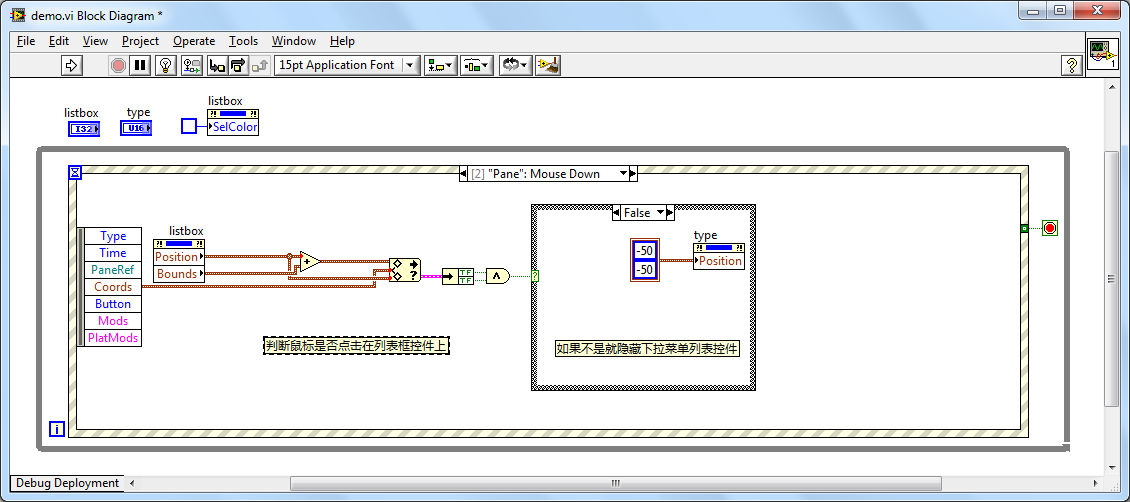 demo.vi Block Diagram *
File Edit View Project Operate Tools Window Help
15pt Application Font
?
1
listbox
I32
type
U16
listbox
SelColor
[2] "Pane": Mouse Down
Type
Time
PaneRef
Coords
Button
Mods
PlatMods
listbox
Position
Bounds
+
?
TF
TF
∧
?
False
-50
-50
type
Position
判断鼠标是否点击在列表框控件上
如果不是就隐藏下拉菜单列表控件
i
Debug Deployment